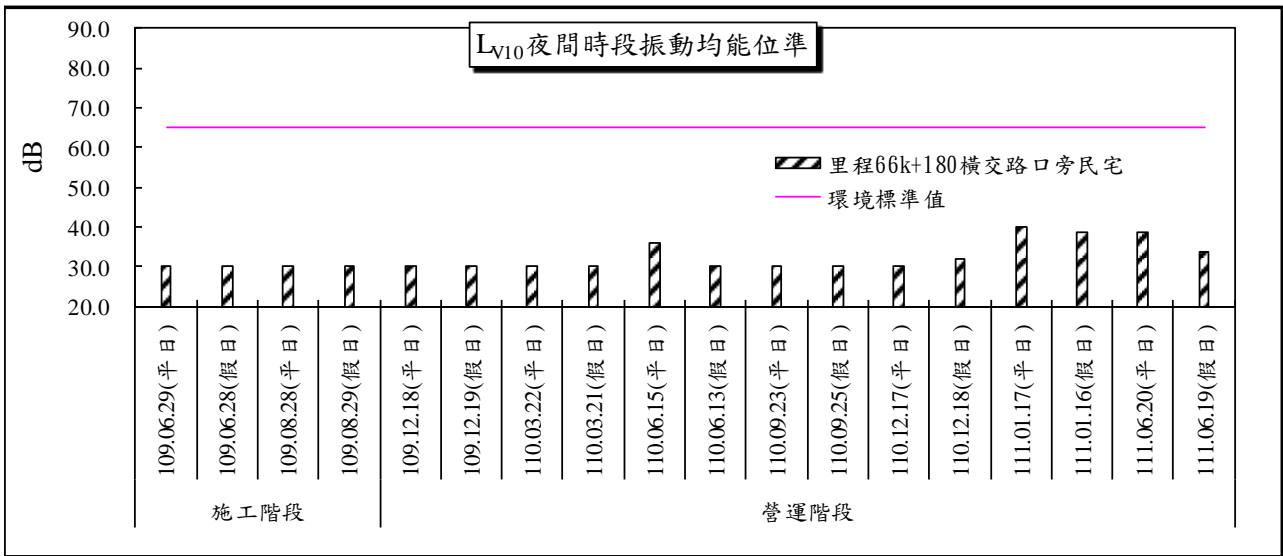 L_V10夜間時段振動均能位準
90.0
80.0
70.0
60.0
50.0
40.0
30.0
20.0
dB
里程66k+180橫交路口旁民宅
環境標準值
109.06.29(平日)
109.06.28(假日)
109.08.28(平日)
109.08.29(假日)
109.12.18(平日)
109.12.19(假日)
110.03.22(平日)
110.03.21(假日)
110.06.15(平日)
110.06.13(假日)
110.09.23(平日)
110.09.25(假日)
110.12.17(平日)
110.12.18(假日)
111.01.17(平日)
111.01.16(假日)
111.06.20(平日)
111.06.19(假日)
施工階段
營運階段